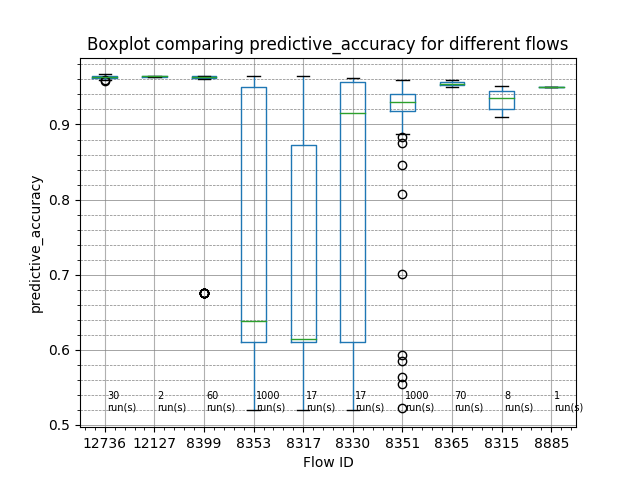 Boxplot comparing predictive_accuracy for different flows
predictive_accuracy
0.9
0.8
0.7
0.6
0.5
30 2 60 1000 17 17 1000 70 8 1
run(s) run(s) run(s) run(s) run(s) run(s) run(s) run(s) run(s) run(s)
12736 12127 8399 8353 8317 8330 8351 8365 8315 8885
Flow ID